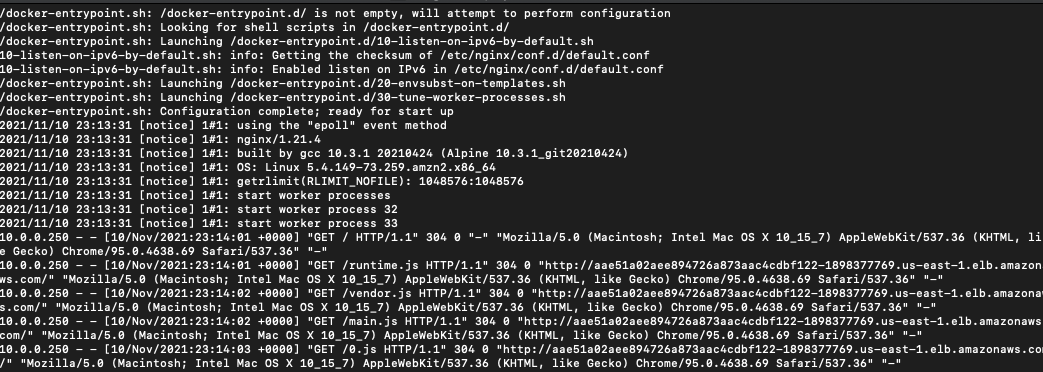 /docker-entrypoint.sh: /docker-entrypoint.d/ is not empty, will attempt to perform configuration
/docker-entrypoint.sh: Looking for shell scripts in /docker-entrypoint.d/
/docker-entrypoint.sh: Launching /docker-entrypoint.d/10-listen-on-ipv6-by-default.sh
10-listen-on-ipv6-by-default.sh: info: Getting the checksum of /etc/nginx/conf.d/default.conf
10-listen-on-ipv6-by-default.sh: info: Enabled listen on IPv6 in /etc/nginx/conf.d/default.conf
/docker-entrypoint.sh: Launching /docker-entrypoint.d/20-envsubst-on-templates.sh
/docker-entrypoint.sh: Launching /docker-entrypoint.d/30-tune-worker-processes.sh
/docker-entrypoint.sh: Configuration complete; ready for start up
2021/11/10 23:13:31 [notice] 1#1: using the "epoll" event method
2021/11/10 23:13:31 [notice] 1#1: nginx/1.21.4
2021/11/10 23:13:31 [notice] 1#1: built by gcc 10.3.1 20210424 (Alpine 10.3.1_git20210424)
2021/11/10 23:13:31 [notice] 1#1: OS: Linux 5.4.149-73.259.amzn2.x86_64
2021/11/10 23:13:31 [notice] 1#1: getrlimit(RLIMIT_NOFILE): 1048576:1048576
2021/11/10 23:13:31 [notice] 1#1: start worker processes
2021/11/10 23:13:31 [notice] 1#1: start worker process 32
2021/11/10 23:13:31 [notice] 1#1: start worker process 33
10.0.0.250 - - [10/Nov/2021:23:14:01 +0000] "GET / HTTP/1.1" 304 0 "-" "Mozilla/5.0 (Macintosh; Intel Mac OS X 10_15_7) AppleWebKit/537.36 (KHTML, li
ke Gecko) Chrome/95.0.4638.69 Safari/537.36" "-"
10.0.0.250 - - [10/Nov/2021:23:14:01 +0000] "GET /runtime.js HTTP/1.1" 304 0 "http://aae51a02aee894726a873aac4cdbf122-1898377769.us-east-1.elb.amazon
aws.com/" "Mozilla/5.0 (Macintosh; Intel Mac OS X 10_15_7) AppleWebKit/537.36 (KHTML, like Gecko) Chrome/95.0.4638.69 Safari/537.36" "-"
10.0.0.250 - - [10/Nov/2021:23:14:02 +0000] "GET /vendor.js HTTP/1.1" 304 0 "http://aae51a02aee894726a873aac4cdbf122-1898377769.us-east-1.elb.amazona
ws.com/" "Mozilla/5.0 (Macintosh; Intel Mac OS X 10_15_7) AppleWebKit/537.36 (KHTML, like Gecko) Chrome/95.0.4638.69 Safari/537.36" "-"
10.0.0.250 - - [10/Nov/2021:23:14:02 +0000] "GET /main.js HTTP/1.1" 304 0 "http://aae51a02aee894726a873aac4cdbf122-1898377769.us-east-1.elb.amazonaws
.com/" "Mozilla/5.0 (Macintosh; Intel Mac OS X 10_15_7) AppleWebKit/537.36 (KHTML, like Gecko) Chrome/95.0.4638.69 Safari/537.36" "-"
10.0.0.250 - - [10/Nov/2021:23:14:03 +0000] "GET /0.js HTTP/1.1" 304 0 "http://aae51a02aee894726a873aac4cdbf122-1898377769.us-east-1.elb.amazonaws.co
m/" "Mozilla/5.0 (Macintosh; Intel Mac OS X 10_15_7) AppleWebKit/537.36 (KHTML, like Gecko) Chrome/95.0.4638.69 Safari/537.36" "-"